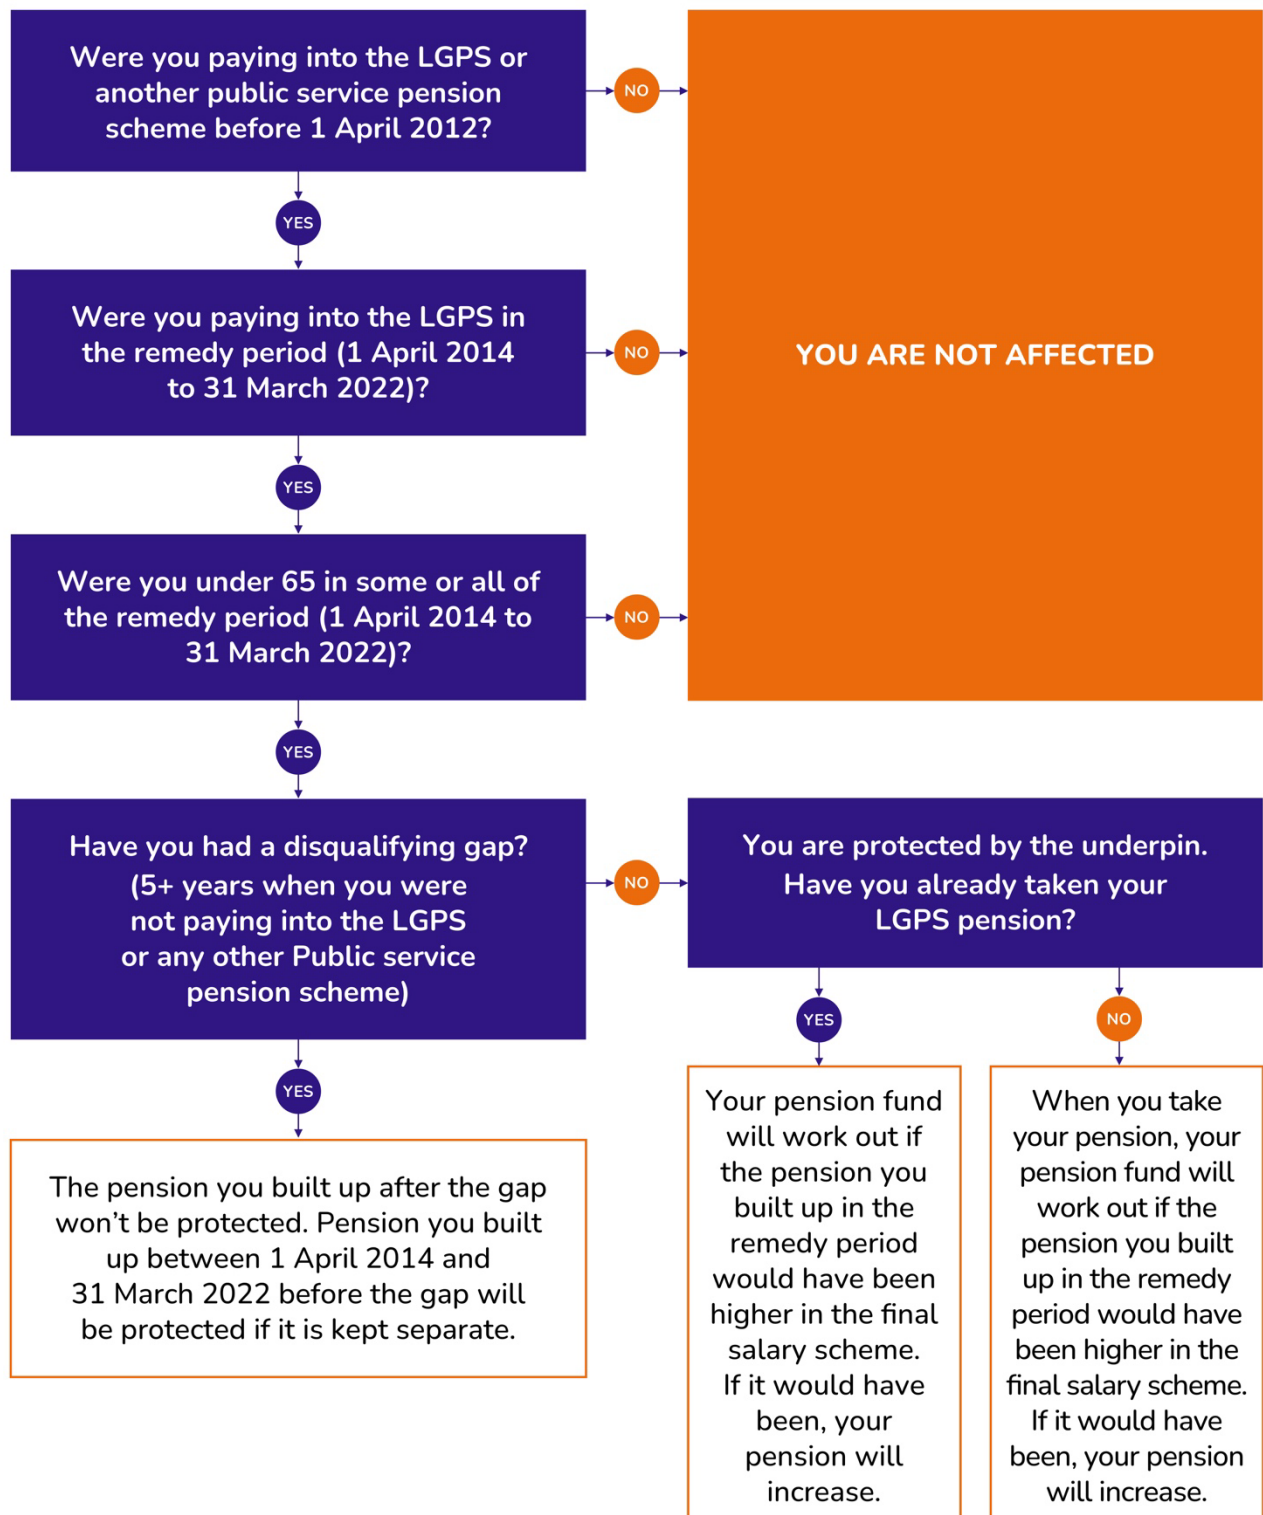 Were you paying into the LGPS or
another public service pension
scheme before 1 April 2012?
NO
YES
Were you paying into the LGPS in
the remedy period (1 April 2014
to 31 March 2022)?
NO
YOU ARE NOT AFFECTED
YES
Were you under 65 in some or all of
the remedy period (1 April 2014 to
31 March 2022)?
NO
YES
Have you had a disqualifying gap?
(5+ years when you were
not paying into the LGPS
or any other Public service
pension scheme)
NO
You are protected by the underpin.
Have you already taken your
LGPS pension?
YES
The pension you built up after the gap
won’t be protected. Pension you built
up between 1 April 2014 and
31 March 2022 before the gap will
be protected if it is kept separate.
YES
Your pension fund
will work out if
the pension you
built up in the
remedy period
would have been
higher in the final
salary scheme.
If it would have
been, your
pension will
increase.
NO
When you take
your pension, your
pension fund will
work out if the
pension you built
up in the remedy
period would have
been higher in the
final salary scheme.
If it would have
been, your pension
will increase.